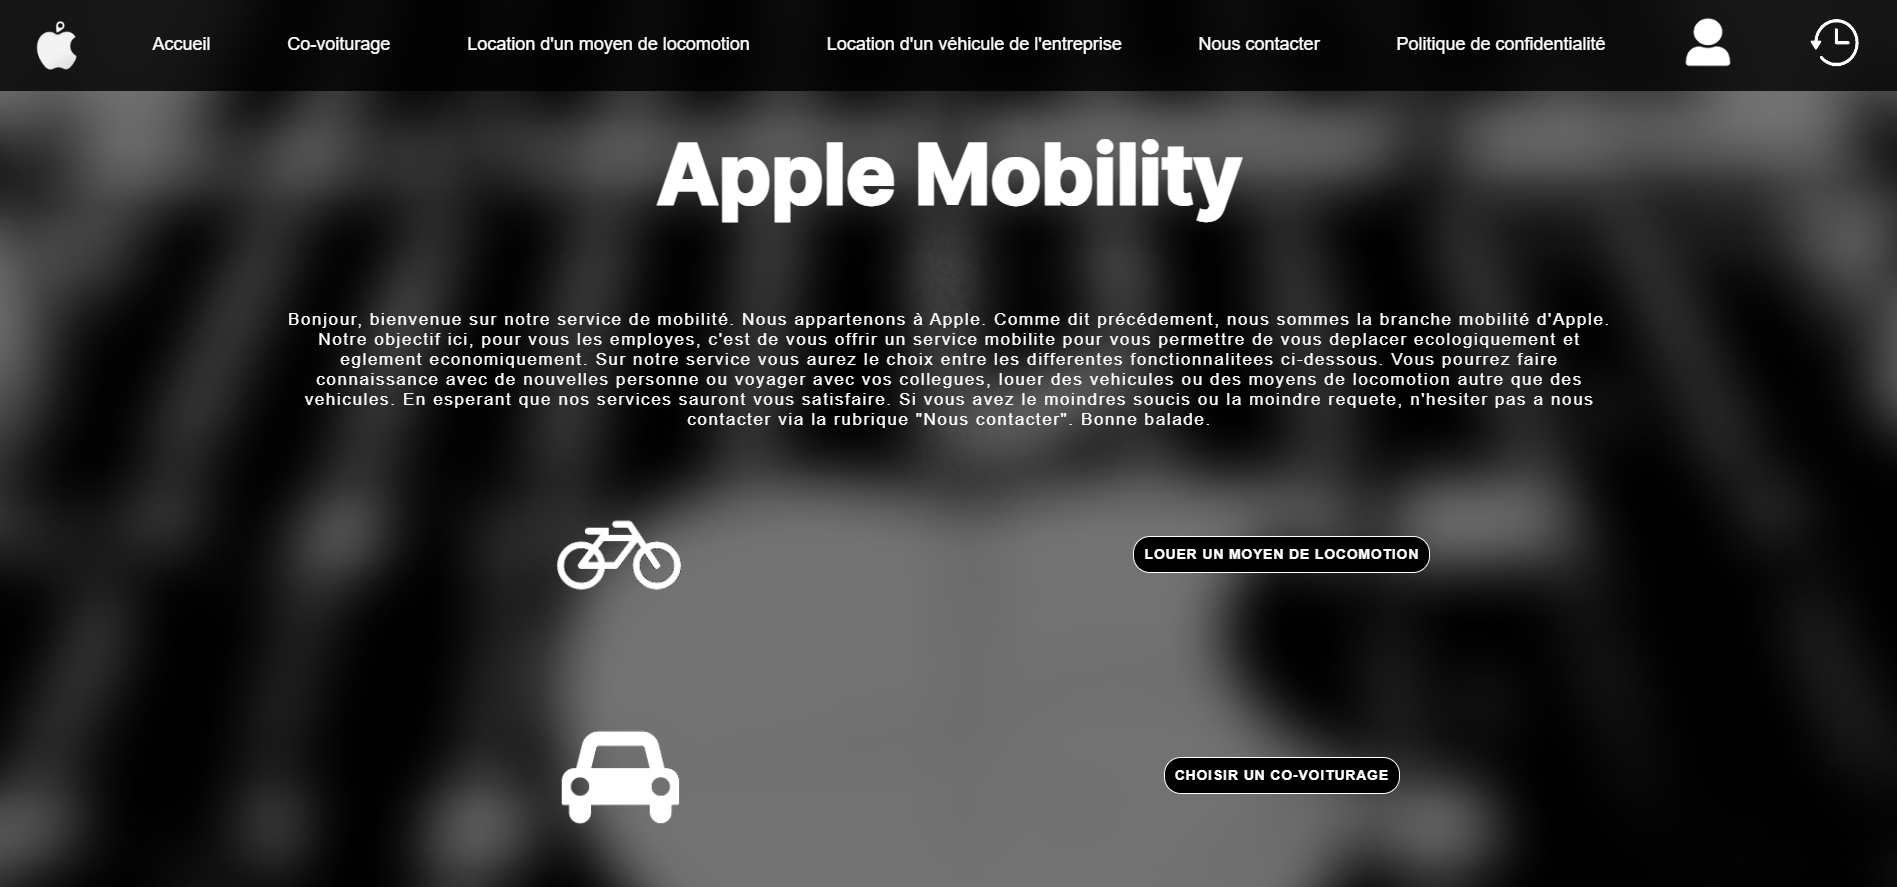 Accueil
Co-voiturage
Location d'un moyen de locomotion
Location d'un véhicule de l'entreprise
Nous contacter
Politique de confidentialité
Apple Mobility
Bonjour, bienvenue sur notre service de mobilité. Nous appartenons à Apple. Comme dit précédement, nous sommes la branche mobilité d'Apple.
Notre objectif ici, pour vous les employes, c'est de vous offrir un service mobilite pour vous permettre de vous deplacer ecologiquement et
eglement economiquement. Sur notre service vous aurez le choix entre les differentes fonctionnalitees ci-dessous. Vous pourrez faire
connaissance avec de nouvelles personne ou voyager avec vos collegues, louer des vehicules ou des moyens de locomotion autre que des
vehicules. En esperant que nos services sauront vous satisfaire. Si vous avez le moindres soucis ou la moindre requete, n'hesiter pas a nous
contacter via la rubrique "Nous contacter". Bonne balade.
LOUER UN MOYEN DE LOCOMOTION
CHOISIR UN CO-VOITURAGE